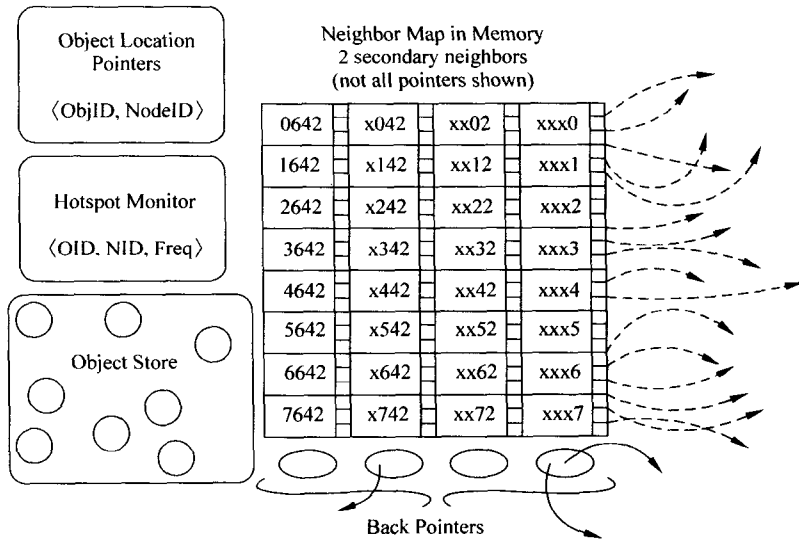 Object Location
Pointers
⟨ObjID, NodeID⟩
Hotspot Monitor
⟨OID, NID, Freq⟩
Object Store
Neighbor Map in Memory
2 secondary neighbors
(not all pointers shown)
0642 x042 xx02 xxx0
1642 x142 xx12 xxx1
2642 x242 xx22 xxx2
3642 x342 xx32 xxx3
4642 x442 xx42 xxx4
5642 x542 xx52 xxx5
6642 x642 xx62 xxx6
7642 x742 xx72 xxx7
Back Pointers